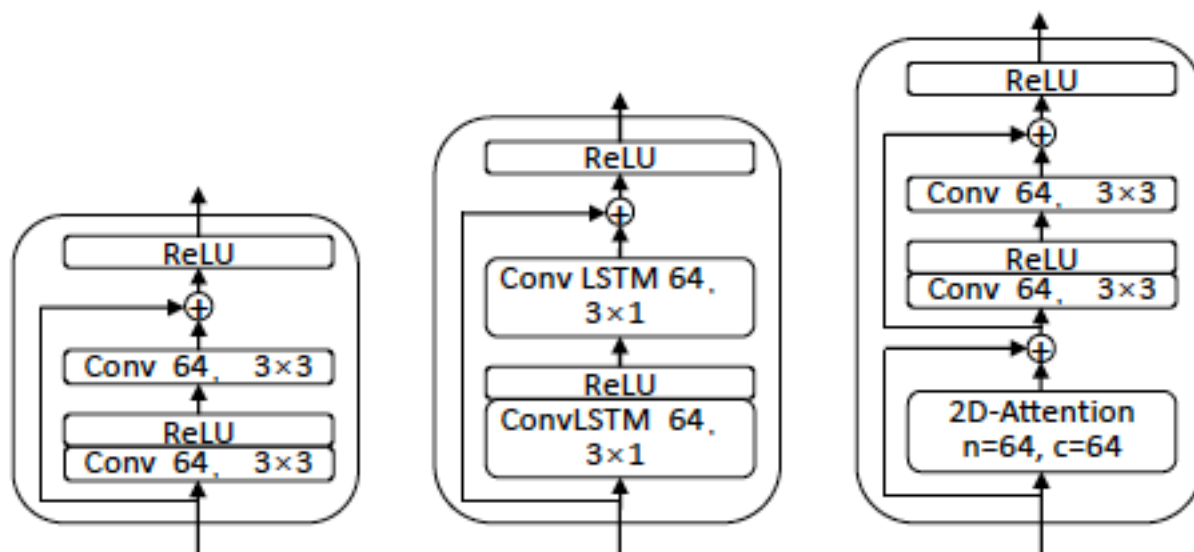 ReLU
+
Conv 64, 3×3
ReLU
Conv 64, 3×3
ReLU
+
Conv LSTM 64,
3×1
ReLU
ConvLSTM 64,
3×1
ReLU
+
Conv 64, 3×3
ReLU
Conv 64, 3×3
+
2D-Attention
n=64, c=64